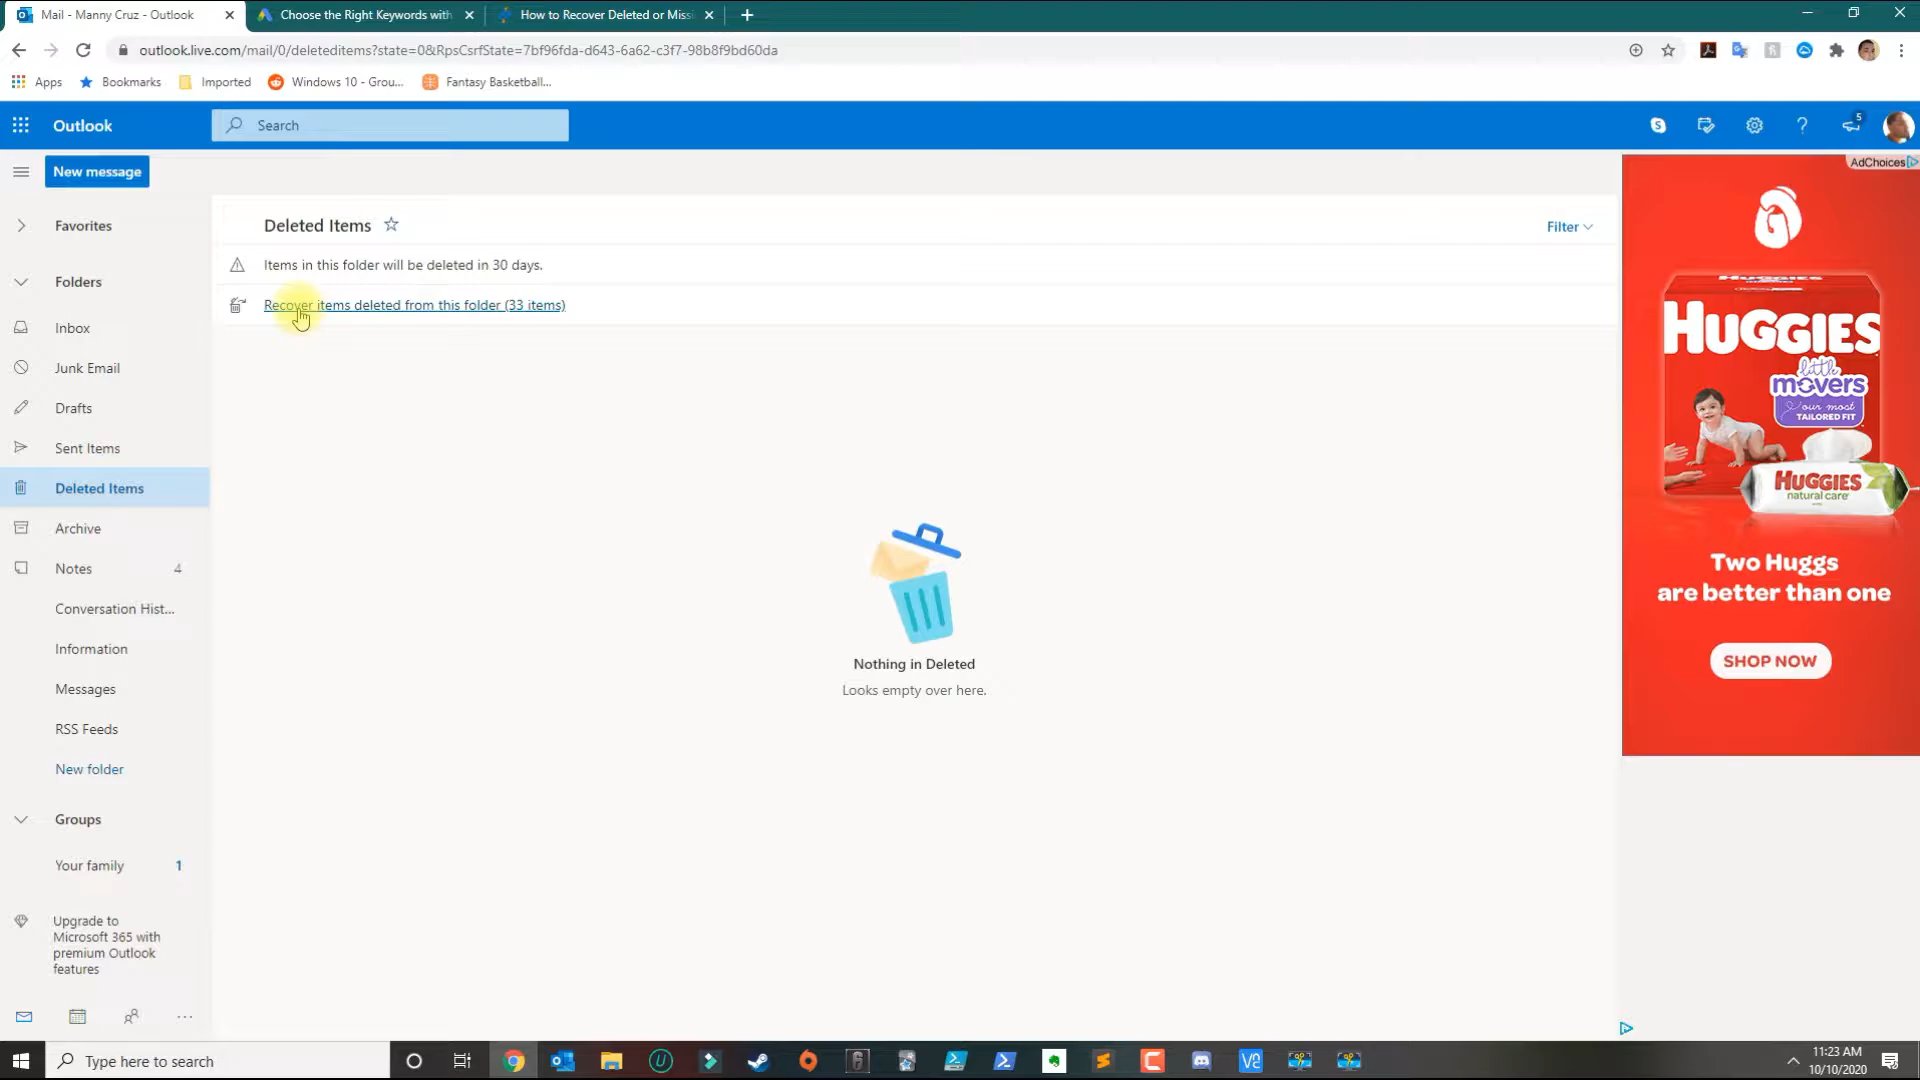 Mail - Manny Cruz - Outlook
Choose the Right Keywords with
How to Recover Deleted or Miss
outlook.live.com/mail/0/deleteditems?state=0&RpsCsrfState=7bf96fda-d643-6a62-c3f7-98b8f9bd60da
Apps
Bookmarks
Imported
Windows 10 - Grou...
Fantasy Basketball...
Outlook
Search
5
New message
AdChoices
Favorites
Deleted Items
Filter
Items in this folder will be deleted in 30 days.
Folders
Recover items deleted from this folder (33 items)
Inbox
Junk Email
Drafts
Sent Items
Deleted Items
Archive
Notes 4
Conversation Hist...
Information
Messages
RSS Feeds
New folder
Groups
Your family 1
Upgrade to
Microsoft 365 with
premium Outlook
features
Nothing in Deleted
Looks empty over here.
HUGGIES
little
movers
our most
TAILORED FIT
HUGGIES
natural care
Two Huggs
are better than one
SHOP NOW
Type here to search
11:23 AM
10/10/2020